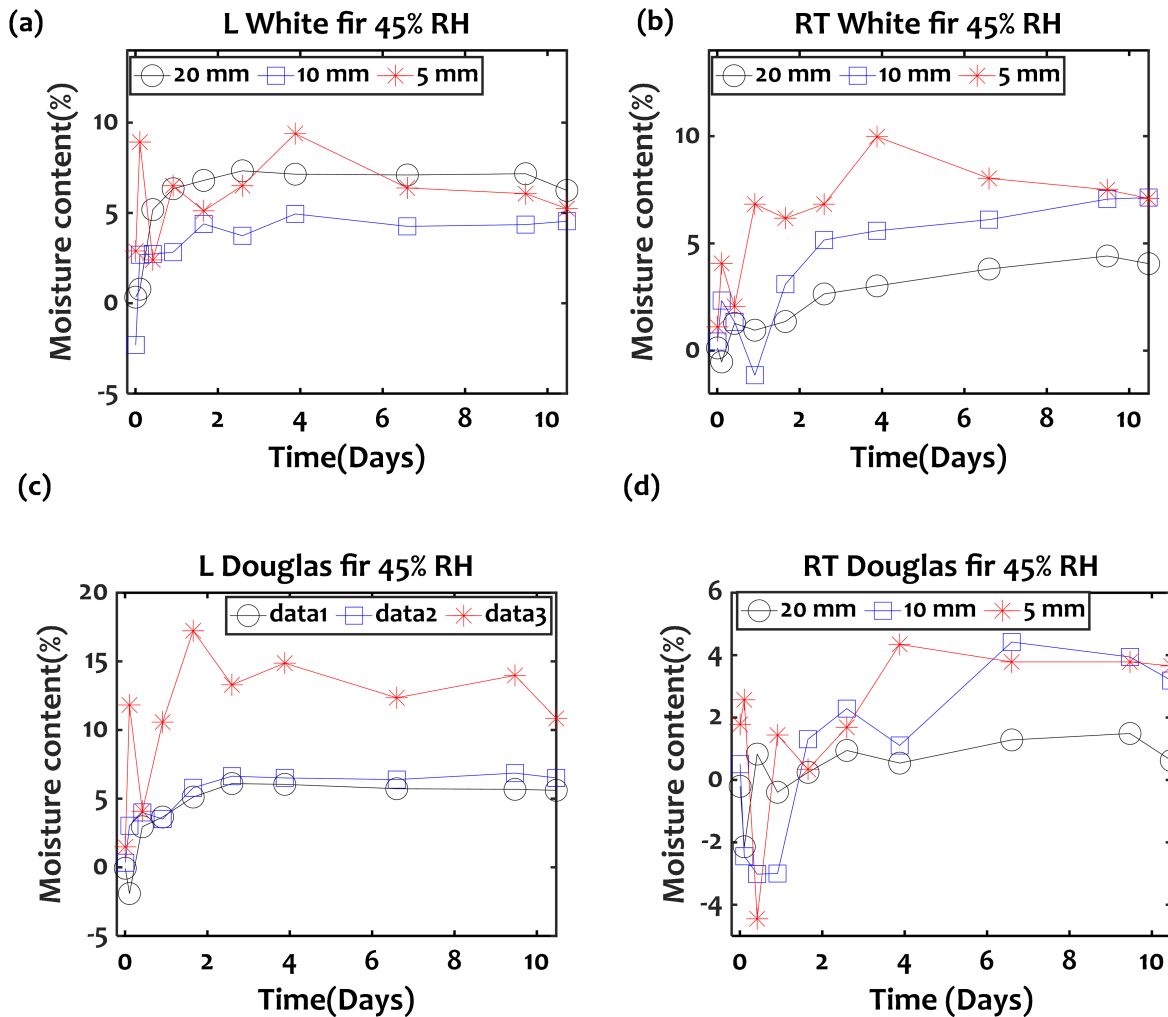 (a)
L White fir 45% RH
20 mm 10 mm 5 mm
10
5
0
-5
Moisture content(%)
0 2 4 6 8 10
Time(Days)
(b)
RT White fir 45% RH
20 mm 10 mm 5 mm
10
5
0
Moisture content(%)
0 2 4 6 8 10
Time(Days)
(c)
L Douglas fir 45% RH
data1 data2 data3
20
15
10
5
0
-5
Moisture content(%)
0 2 4 6 8 10
Time(Days)
(d)
RT Douglas fir 45% RH
20 mm 10 mm 5 mm
6
4
2
0
-2
-4
Moisture content(%)
0 2 4 6 8 10
Time (Days)